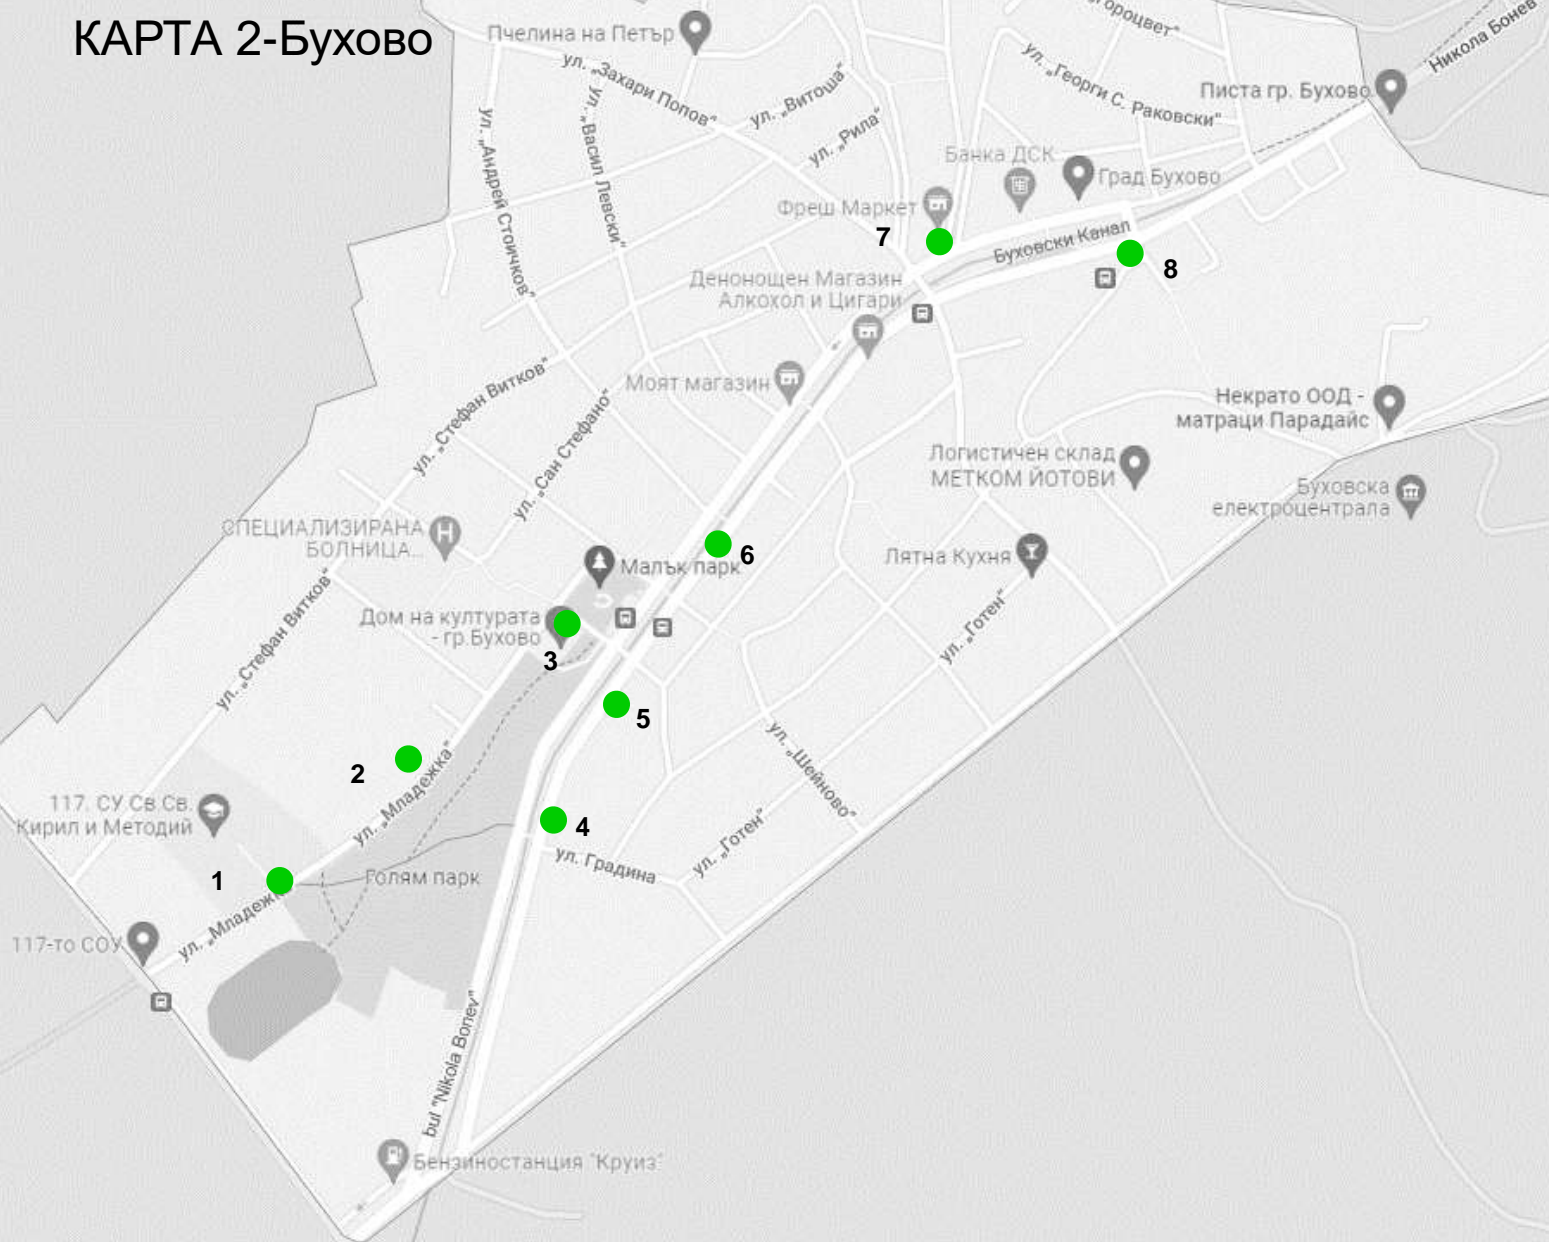 КАРТА 2-Бухово
Пчелина на Петър
ул. „Захари Попов“
ул. „Витоша“
ул. „Рила“
ул. „Георги С. Раковски“
Никола Бонев
Писта гр. Бухово
ул. „Андрей Стоичков“
ул. „Васил Левски“
Банка ДСК
Град Бухово
Фреш Маркет
7
Буховски Канал
8
Денонощен Магазин
Алкохол и Цигари
Моят магазин
ул. „Стефан Витков“
ул. „Сан Стефано“
Некрато ООД -
матраци Парадайс
Логистичен склад
МЕТКОМ ЙОТОВИ
Буховска
електроцентрала
СПЕЦИАЛИЗИРАНА
БОЛНИЦА...
6
Малък парк
Лятна Кухня
Дом на културата
- гр.Бухово
3
ул. „Стефан Витков“
ул. „Готен“
5
2
ул. „Младежка“
ул. „Шейново“
117. СУ Св.Св.
Кирил и Методий
4
ул. Градина
ул. „Готен“
1
Голям парк
ул. „Младежка
117-то СОУ
bul "Nikola Bonev"
Бензиностанция "Круиз"